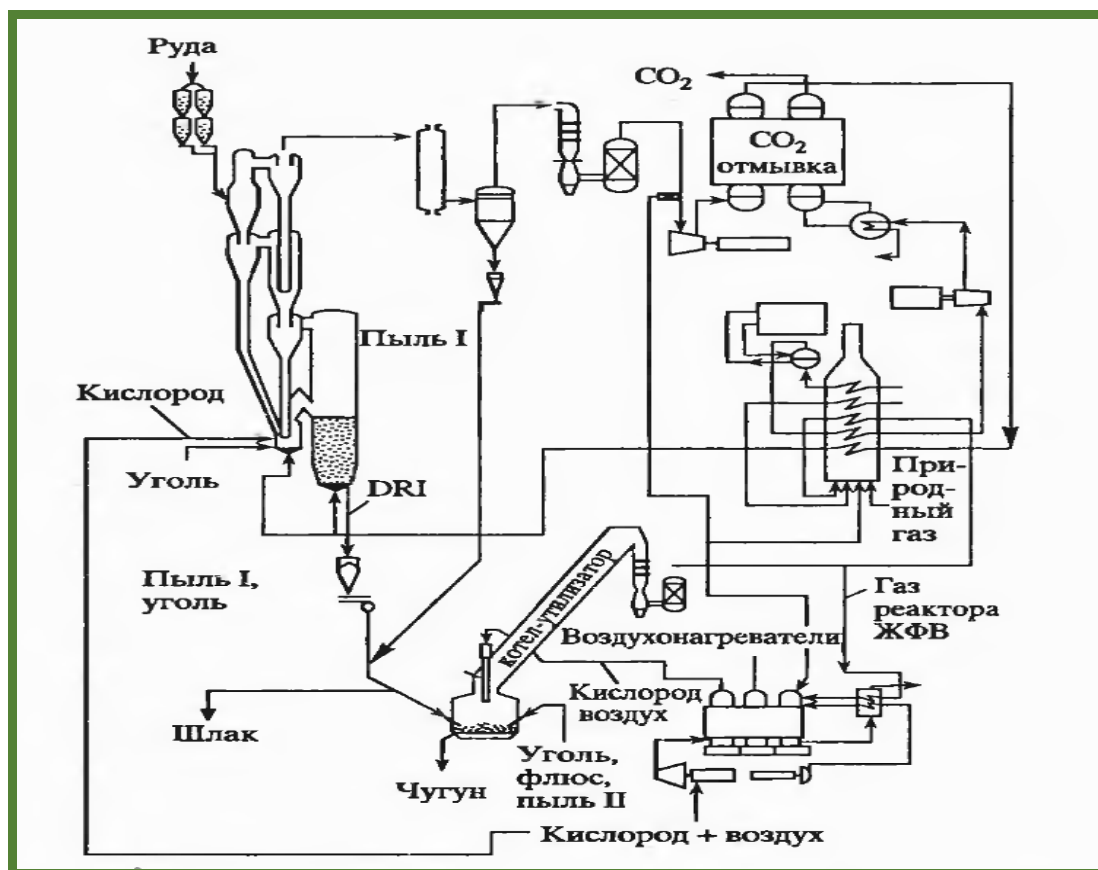 Руда
CO₂
CO₂
отмывка
Пыль I
Кислород
Уголь
DRI
При-
род-
ный
газ
Пыль I,
уголь
котел-утилизатор
Газ
реактора
ЖФВ
Воздухонагреватели
Кислород
воздух
Шлак
Чугун
Уголь,
флюс,
пыль II
Кислород + воздух